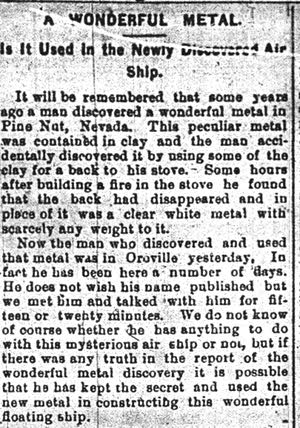 A WONDERFUL METAL.
Is It Used in the Newly Discovered Air
Ship.
It will be remembered that some years
ago a man discovered a wonderful metal in
Pine Nut, Nevada. This peculiar metal
was contained in clay and the man acci-
dentally discovered it by using some of the
clay for a back to his stove. Some hours
after building a fire in the stove he found
that the back had disappeared and in
place of it was a clear white metal with
scarcely any weight to it.
Now the man who discovered and used
that metal was in Oroville yesterday. In
fact he has been here a number of days.
He does not wish his name published but
we met him and talked with him for fif-
teen or twenty minutes. We do not know
of course whether he has anything to do
with this mysterious air ship or not, but if
there was any truth in the report of the
wonderful metal discovery it is possible
that he has kept the secret and used the
new metal in constructing this wonderful
floating ship.